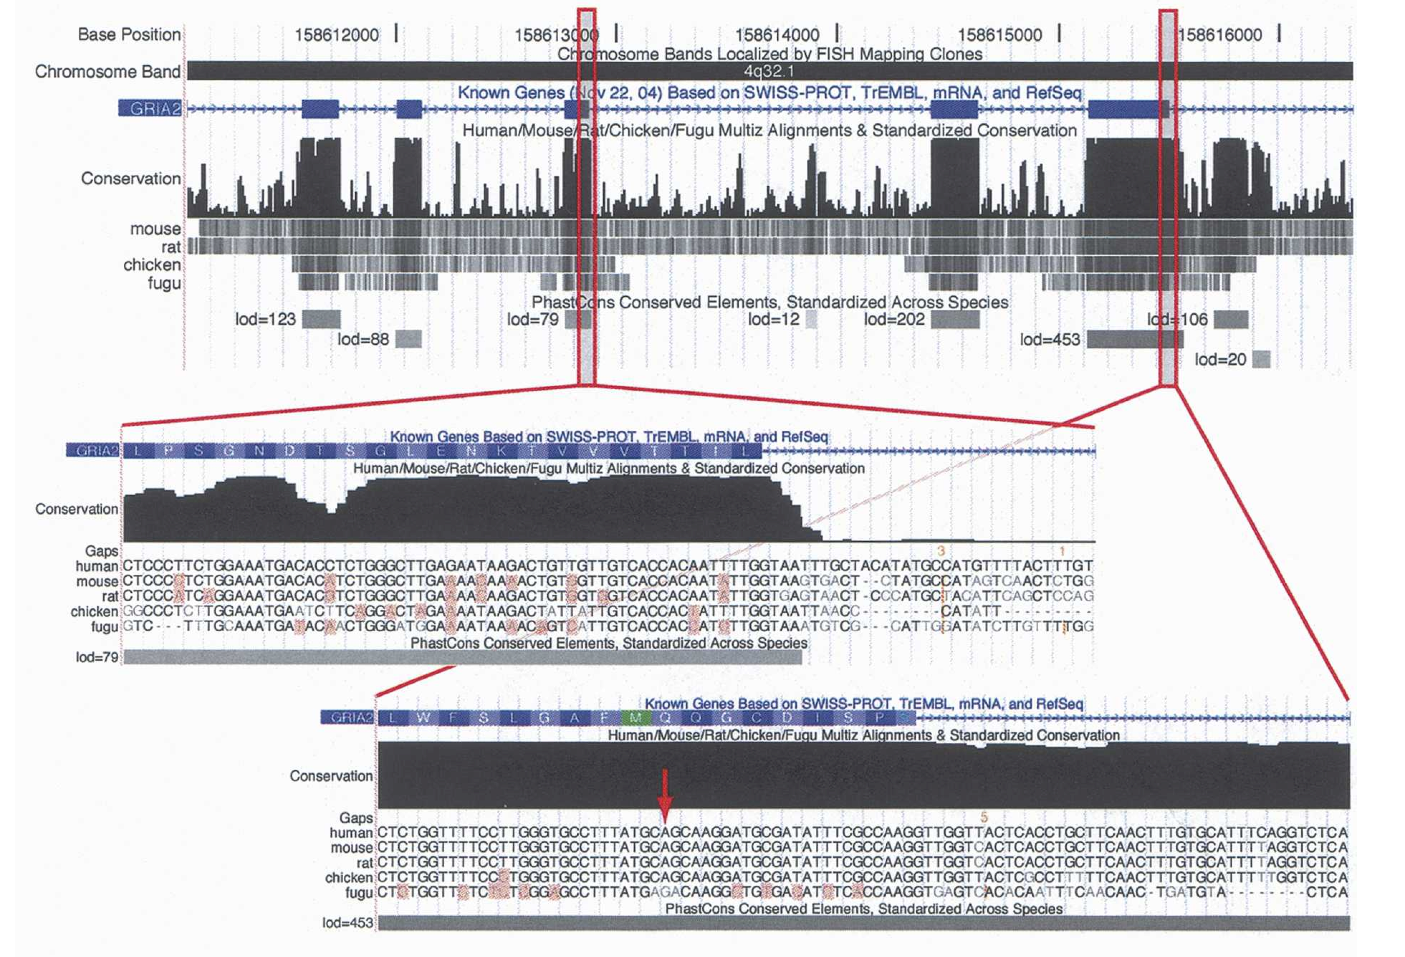 Base Position 158612000 158613000 158614000 158615000 158616000
Chromosome Bands Localized by FISH Mapping Clones
Chromosome Band 4q32.1
Known Genes (Nov 22, 04) Based on SWISS-PROT, TrEMBL, mRNA, and RefSeq
GRIA2
Human/Mouse/Rat/Chicken/Fugu Multiz Alignments & Standardized Conservation
Conservation
mouse
rat
chicken
fugu
PhastCons Conserved Elements, Standardized Across Species
lod=123 lod=79 lod=12 lod=202 lod=106
lod=88 lod=453
lod=20
Known Genes Based on SWISS-PROT, TrEMBL, mRNA, and RefSeq
GRIA2 L P S G N D T S G L E N K T V V V T T I L
Human/Mouse/Rat/Chicken/Fugu Multiz Alignments & Standardized Conservation
Conservation
Gaps 3 1
human CTCCCTTCTGGAAATGACACCTCTGGGCTTGAGAATAAGACTGTTGTTGTCACCACAATTTTGGTAATTTGCTACATATGCCATGTTTACTTTGT
mouse
rat
chicken
fugu
PhastCons Conserved Elements, Standardized Across Species
lod=79
Known Genes Based on SWISS-PROT, TrEMBL, mRNA, and RefSeq
GRIA2 L W F S L G A F M Q Q G C D I S P
Human/Mouse/Rat/Chicken/Fugu Multiz Alignments & Standardized Conservation
Conservation
Gaps 5
human CTCTGGTTTTCCTTGGGTGCCTTTATGCAGCAAGGATGCGATATTTCGCCAAGGTTGGTTACTCACCTGCTTCAACTTTGTGCATTTCAGGTCTCA
mouse CTCTGGTTTTCCTTGGGTGCCTTTATGCAGCAAGGATGCGATATTTCGCCAAGGTTGGTCACTCACCTGCTTCAACTTTGTGCATTTTAGGTCTCA
rat CTCTGGTTTTCCTTGGGTGCCTTTATGCAGCAAGGATGCGATATTTCGCCAAGGTTGGTCACTCACCTGCTTCAACTTTGTGCATTTTAGGTCTCA
chicken
fugu
PhastCons Conserved Elements, Standardized Across Species
lod=453